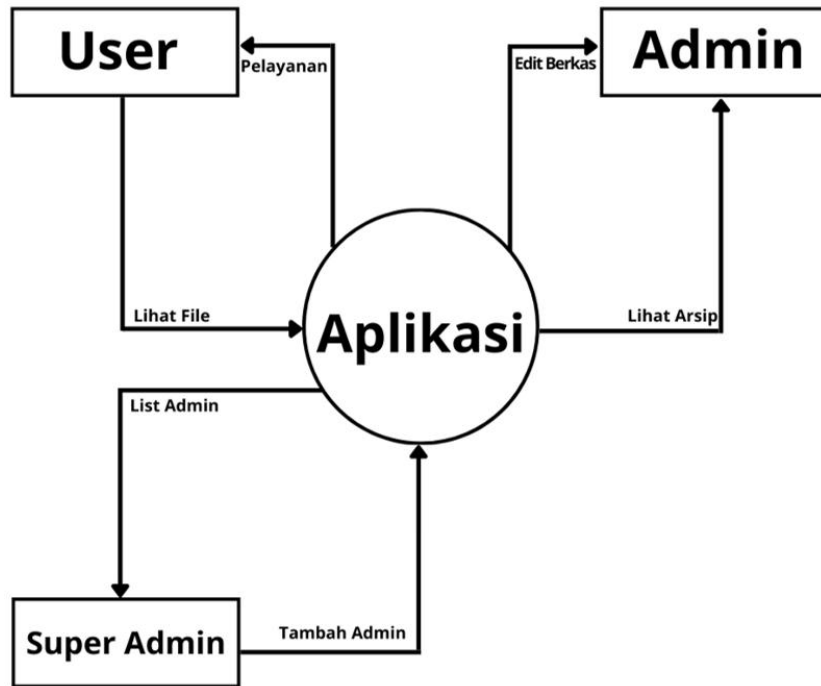 User
Admin
Pelayanan
Edit Berkas
Lihat File
Lihat Arsip
Aplikasi
List Admin
Super Admin
Tambah Admin